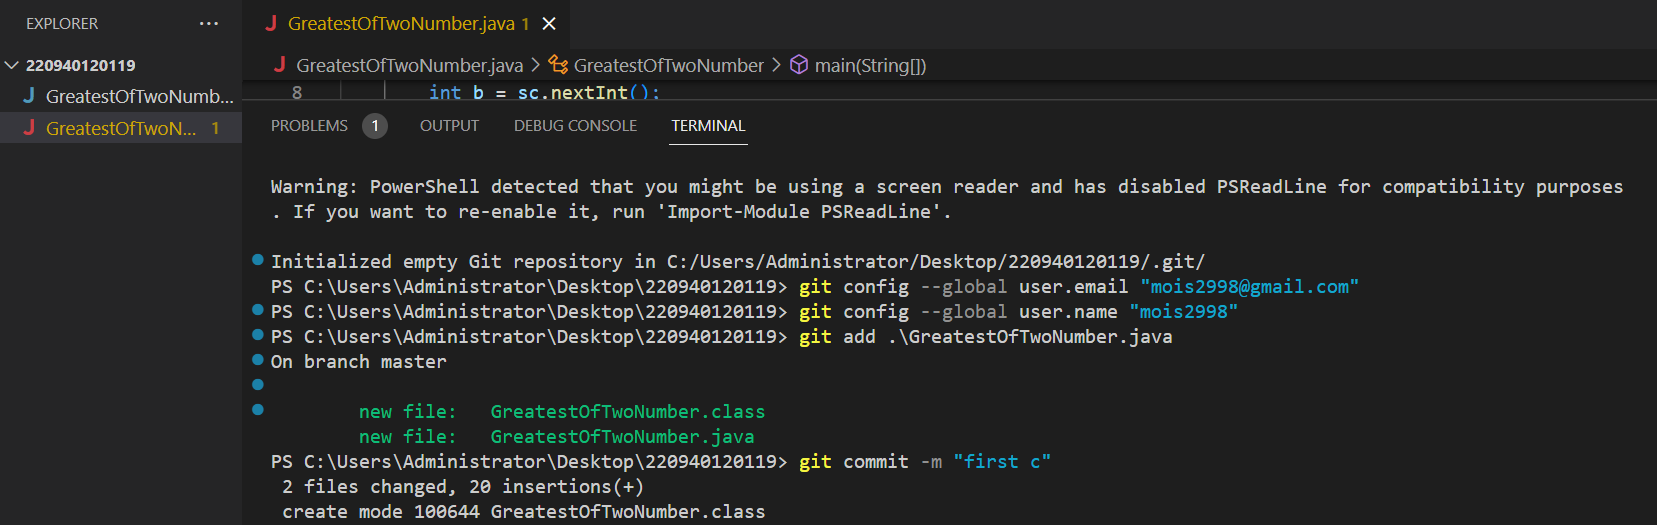 EXPLORER
220940120119
GreatestOfTwoNumb...
GreatestOfTwoN... 1
GreatestOfTwoNumber.java 1
GreatestOfTwoNumber.java > GreatestOfTwoNumber > main(String[])
8 int b = sc.nextInt();
PROBLEMS 1 OUTPUT DEBUG CONSOLE TERMINAL
Warning: PowerShell detected that you might be using a screen reader and has disabled PSReadLine for compatibility purposes
. If you want to re-enable it, run 'Import-Module PSReadLine'.
Initialized empty Git repository in C:/Users/Administrator/Desktop/220940120119/.git/
PS C:\Users\Administrator\Desktop\220940120119> git config --global user.email "mois2998@gmail.com"
PS C:\Users\Administrator\Desktop\220940120119> git config --global user.name "mois2998"
PS C:\Users\Administrator\Desktop\220940120119> git add .\GreatestOfTwoNumber.java
On branch master
new file: GreatestOfTwoNumber.class
new file: GreatestOfTwoNumber.java
PS C:\Users\Administrator\Desktop\220940120119> git commit -m "first c"
2 files changed, 20 insertions(+)
create mode 100644 GreatestOfTwoNumber.class